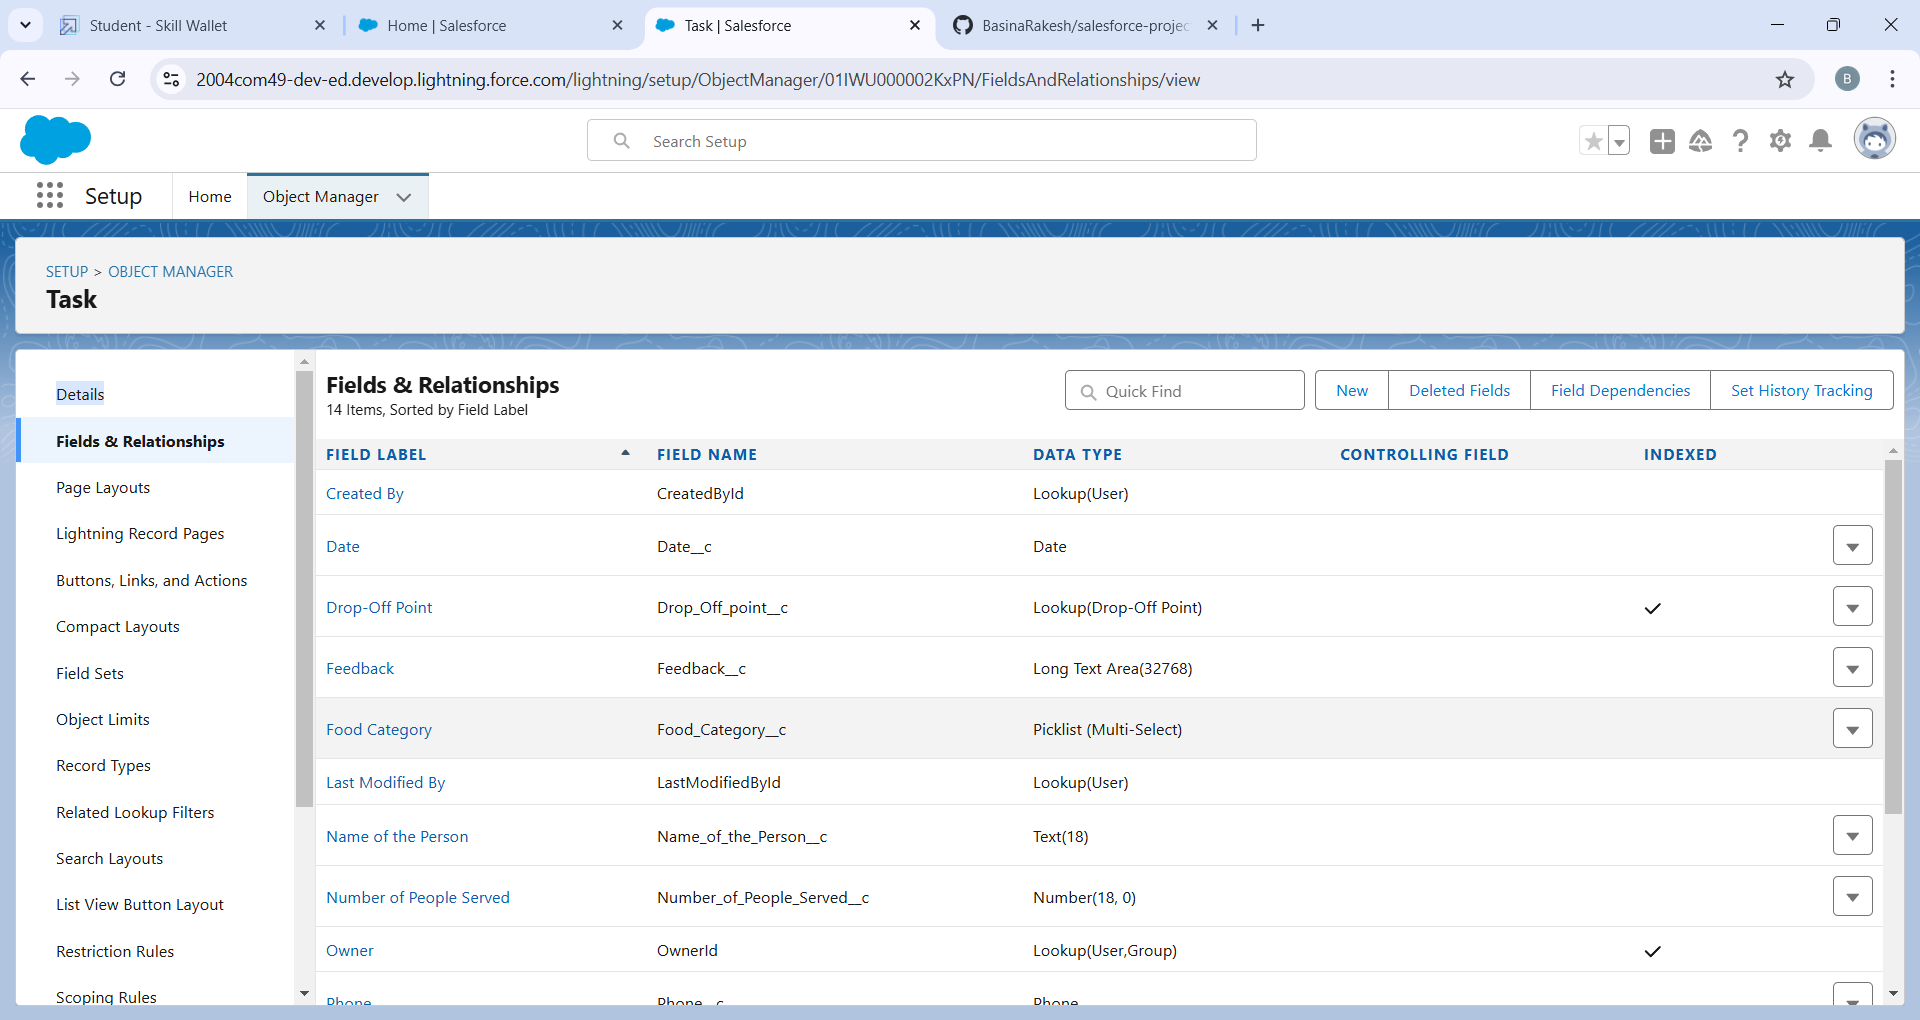 Student - Skill Wallet
Home | Salesforce
Task | Salesforce
BasinaRakesh/salesforce-projec
2004com49-dev-ed.develop.lightning.force.com/lightning/setup/ObjectManager/01IWU000002KxPN/FieldsAndRelationships/view
B
Search Setup
Setup
Home
Object Manager
SETUP > OBJECT MANAGER
Task
Details
Fields & Relationships
Page Layouts
Lightning Record Pages
Buttons, Links, and Actions
Compact Layouts
Field Sets
Object Limits
Record Types
Related Lookup Filters
Search Layouts
List View Button Layout
Restriction Rules
Scoping Rules
Fields & Relationships
14 Items, Sorted by Field Label
Quick Find
New
Deleted Fields
Field Dependencies
Set History Tracking
FIELD LABEL FIELD NAME DATA TYPE CONTROLLING FIELD INDEXED
Created By CreatedById Lookup(User)
Date Date__c Date
Drop-Off Point Drop_Off_point__c Lookup(Drop-Off Point)
Feedback Feedback__c Long Text Area(32768)
Food Category Food_Category__c Picklist (Multi-Select)
Last Modified By LastModifiedById Lookup(User)
Name of the Person Name_of_the_Person__c Text(18)
Number of People Served Number_of_People_Served__c Number(18, 0)
Owner OwnerId Lookup(User,Group)
Phone Phone__c Phone